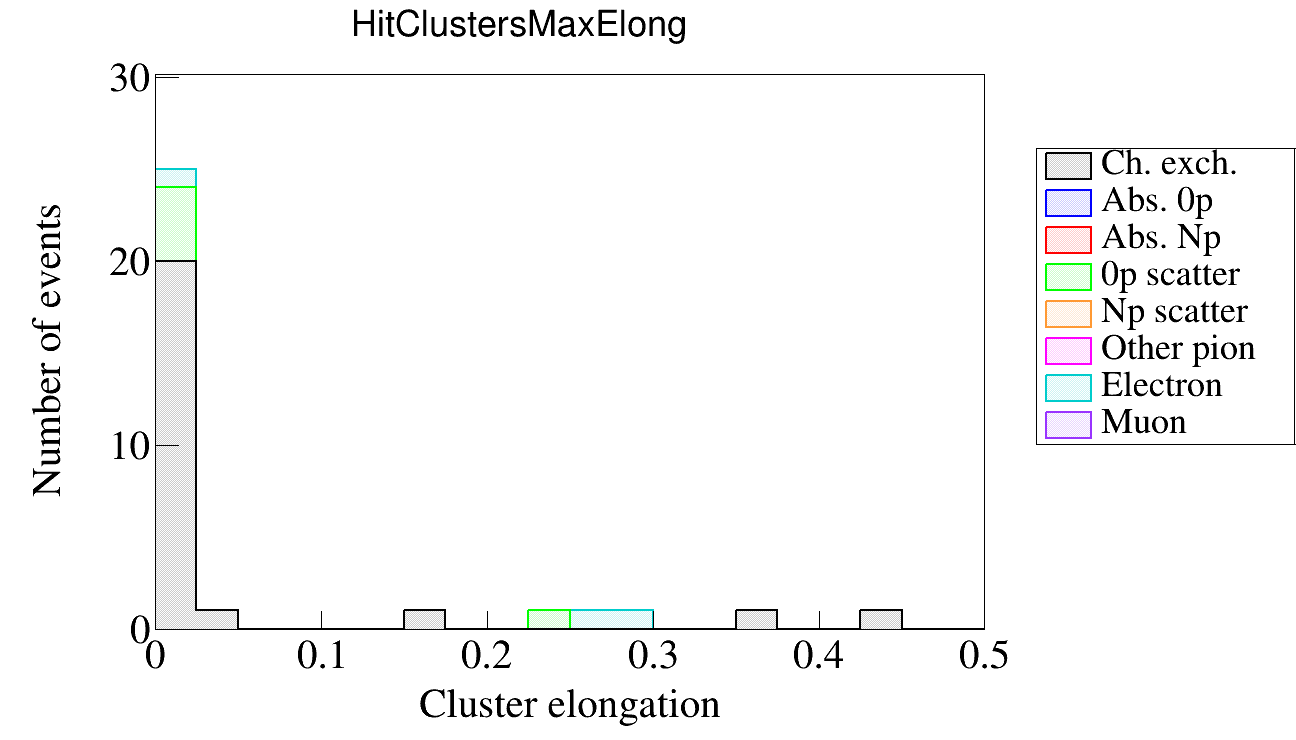 HitClustersMaxElong
Number of events
30
20
10
0
0 0.1 0.2 0.3 0.4 0.5
Cluster elongation
Ch. exch.
Abs. 0p
Abs. Np
0p scatter
Np scatter
Other pion
Electron
Muon